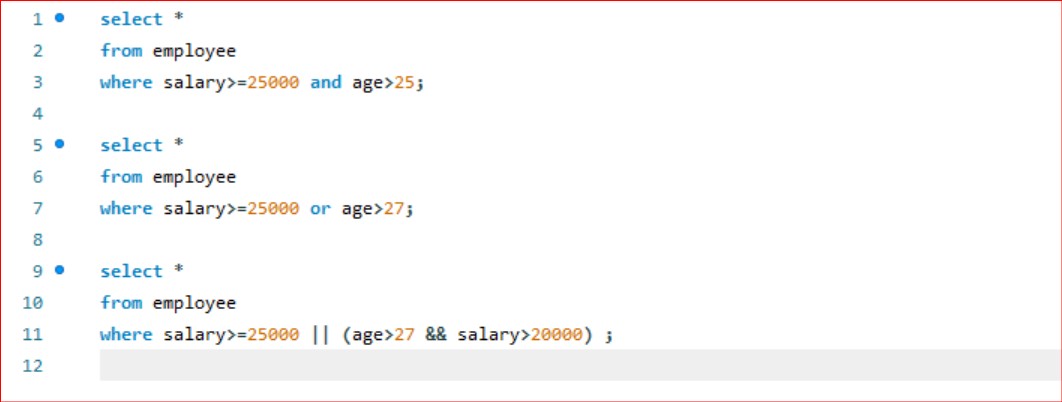 1 select *
2 from employee
3 where salary>=25000 and age>25;
4
5 select *
6 from employee
7 where salary>=25000 or age>27;
8
9 select *
10 from employee
11 where salary>=25000 || (age>27 && salary>20000) ;
12